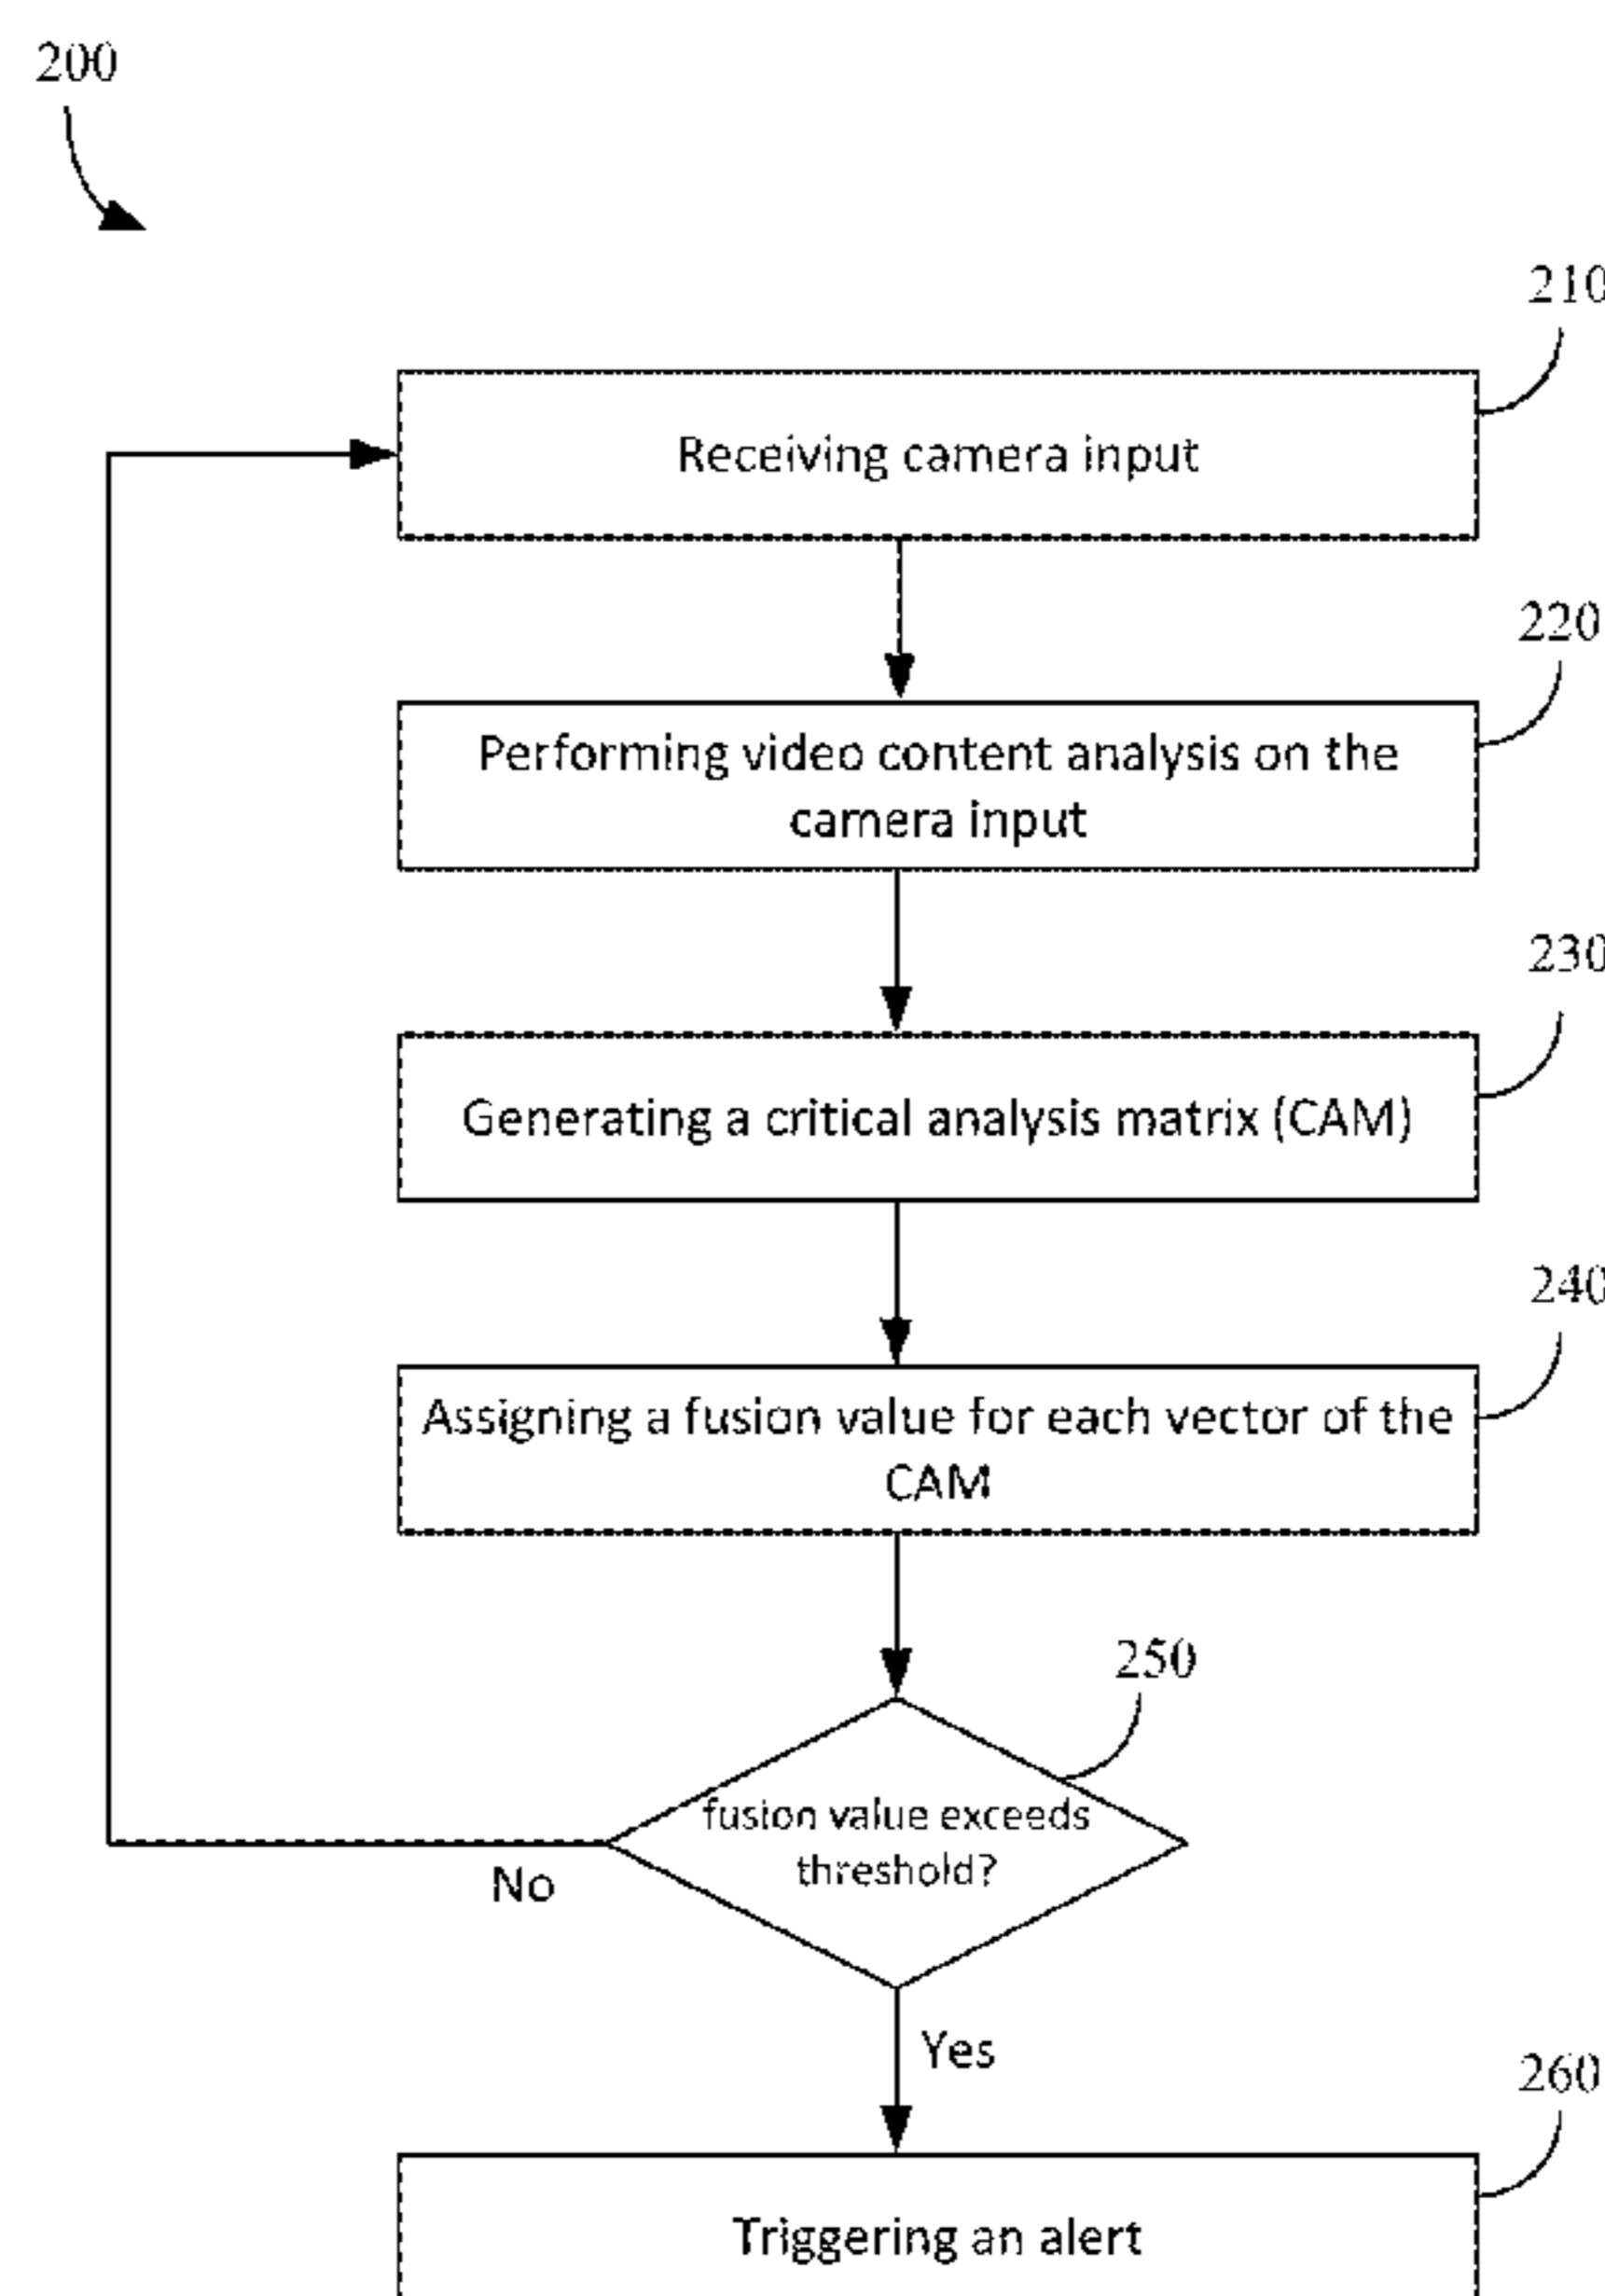 200
210
Receiving camera input
220
Performing video content analysis on the
camera input
230
Generating a critical analysis matrix (CAM)
240
Assigning a fusion value for each vector of the
CAM
250
fusion value exceeds
threshold?
No
Yes
260
Triggering an alert